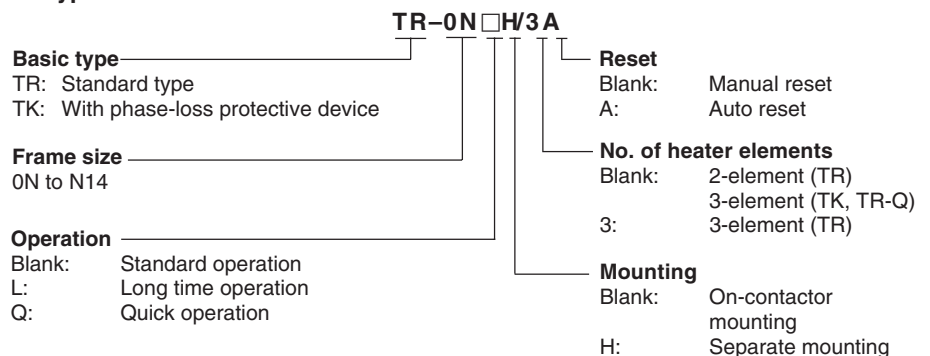 TR–0N□H/3A
Basic type
TR: Standard type
TK: With phase-loss protective device
Frame size
0N to N14
Operation
Blank: Standard operation
L: Long time operation
Q: Quick operation
Reset
Blank: Manual reset
A: Auto reset
No. of heater elements
Blank: 2-element (TR)
3-element (TK, TR-Q)
3: 3-element (TR)
Mounting
Blank: On-contactor
mounting
H: Separate mounting